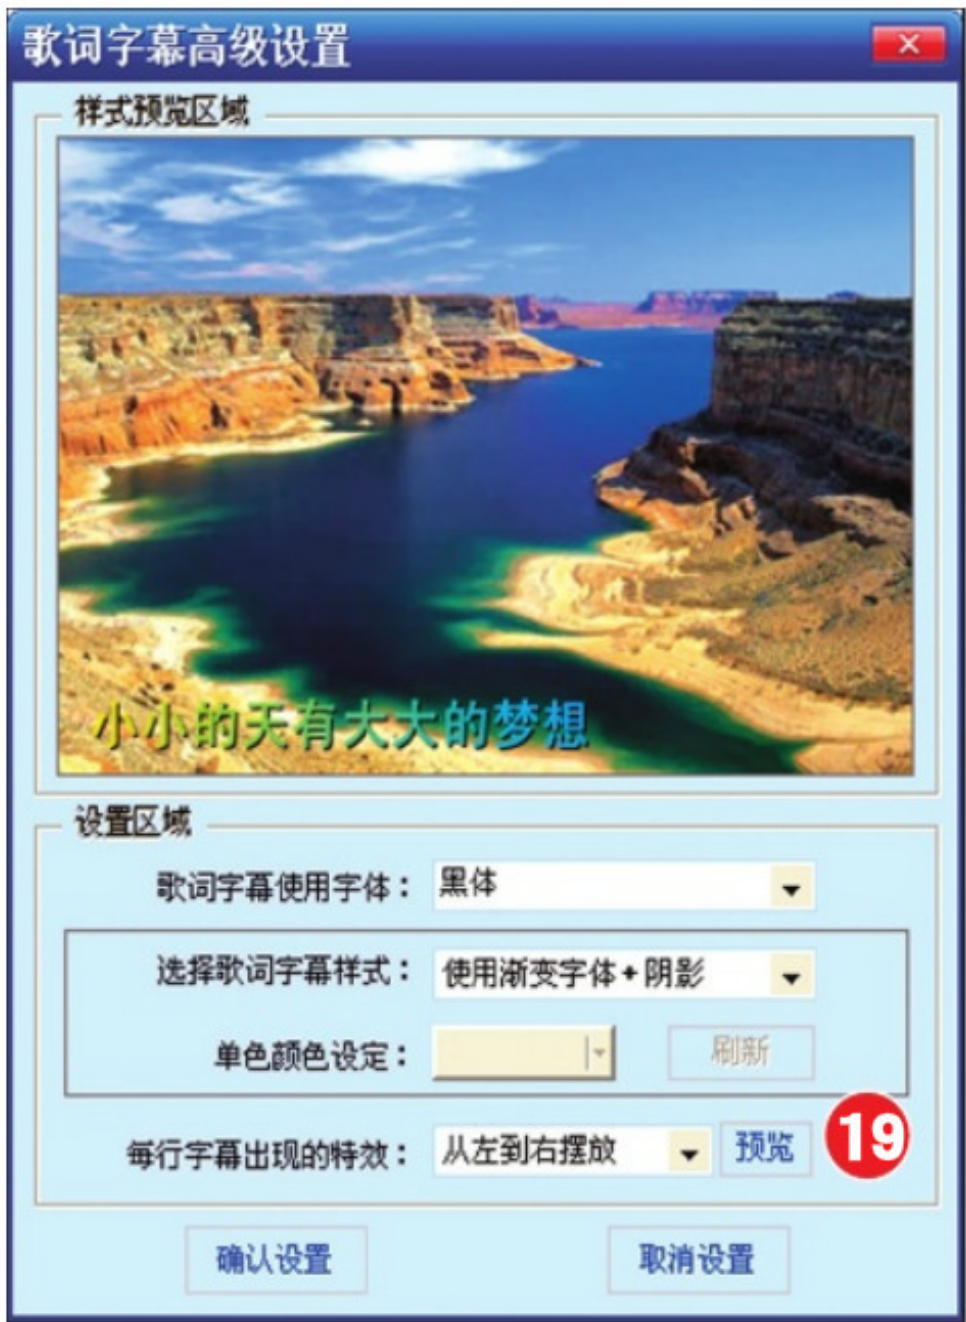 歌词字幕高级设置
样式预览区域
小小的天有大大的梦想
设置区域
歌词字幕使用字体： 黑体
选择歌词字幕样式： 使用渐变字体+阴影
单色颜色设定： 刷新
每行字幕出现的特效： 从左到右摆放 预览 19
确认设置 取消设置